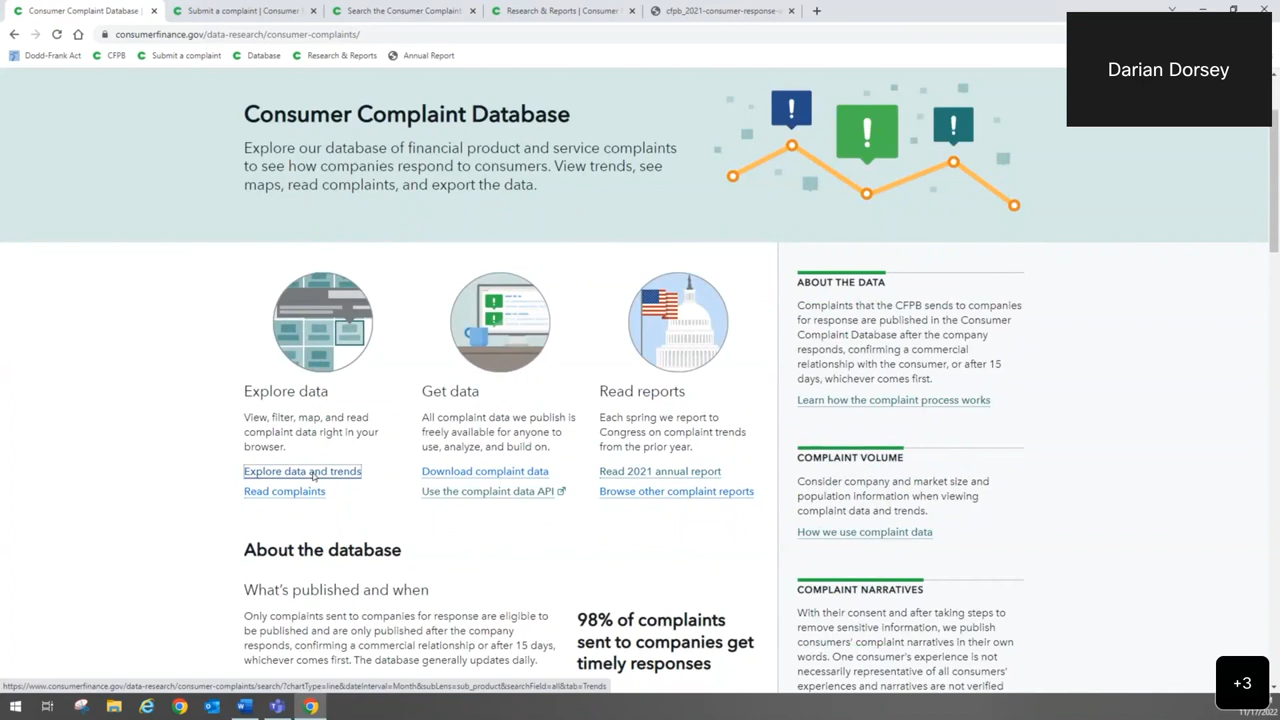 Consumer Complaint Database |
Submit a complaint | Consumer
Search the Consumer Complaint
Research & Reports | Consumer
cfpb_2021-consumer-response-
consumerfinance.gov/data-research/consumer-complaints/
Dodd-Frank Act
CFPB
Submit a complaint
Database
Research & Reports
Annual Report
Darian Dorsey
Consumer Complaint Database
Explore our database of financial product and service complaints
to see how companies respond to consumers. View trends, see
maps, read complaints, and export the data.
Explore data
View, filter, map, and read
complaint data right in your
browser.
Explore data and trends
Read complaints
Get data
All complaint data we publish is
freely available for anyone to
use, analyze, and build on.
Download complaint data
Use the complaint data API
Read reports
Each spring we report to
Congress on complaint trends
from the prior year.
Read 2021 annual report
Browse other complaint reports
About the database
What's published and when
Only complaints sent to companies for response are eligible to
be published and are only published after the company
responds, confirming a commercial relationship or after 15 days,
whichever comes first. The database generally updates daily.
98% of complaints
sent to companies get
timely responses
ABOUT THE DATA
Complaints that the CFPB sends to companies
for response are published in the Consumer
Complaint Database after the company
responds, confirming a commercial
relationship with the consumer, or after 15
days, whichever comes first.
Learn how the complaint process works
COMPLAINT VOLUME
Consider company and market size and
population information when viewing
complaint data and trends.
How we use complaint data
COMPLAINT NARRATIVES
With their consent and after taking steps to
remove sensitive information, we publish
consumers' complaint narratives in their own
words. One consumer's experience is not
necessarily representative of all consumers'
experiences and narratives are not verified
https://www.consumerfinance.gov/data-research/consumer-complaints/search/?chartType=line&dateInterval=Month&subLens=sub_product&searchField=all&tab=Trends
+3
11/17/2022